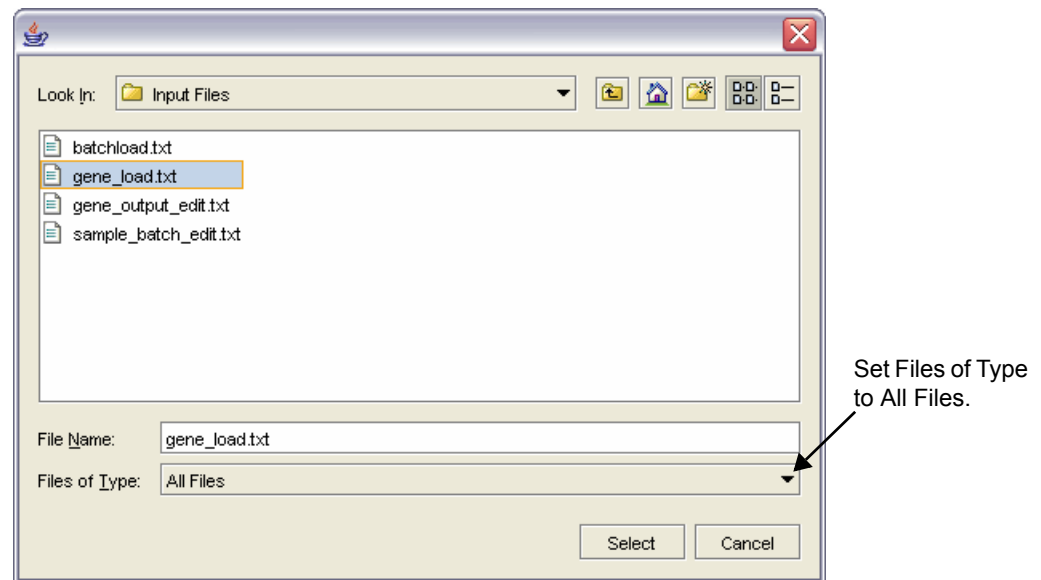 Look In:
Input Files
batchload.txt
gene_load.txt
gene_output_edit.txt
sample_batch_edit.txt
Set Files of Type
to All Files.
File Name:
gene_load.txt
Files of Type:
All Files
Select
Cancel